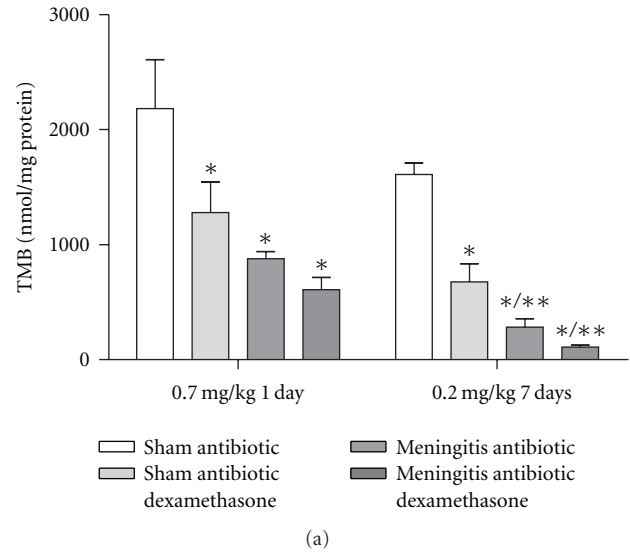 3000
2000
1000
0
TMB (nmol/mg protein)
*
*
*
*
*/**
*/**
0.7 mg/kg 1 day
0.2 mg/kg 7 days
Sham antibiotic
Sham antibiotic
dexamethasone
Meningitis antibiotic
Meningitis antibiotic
dexamethasone
(a)